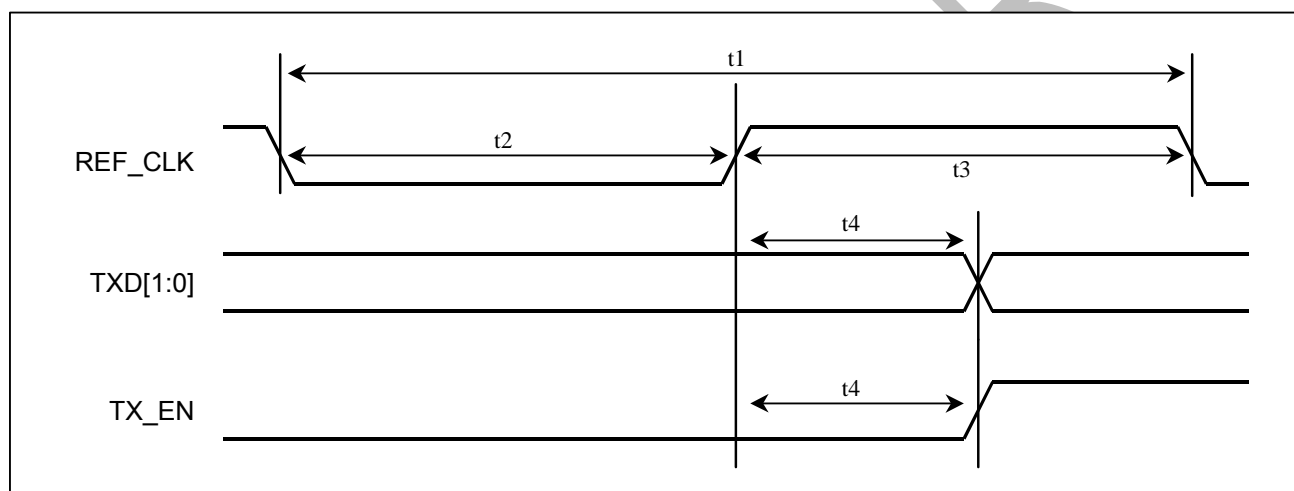 t1
REF_CLK
t2
t3
TXD[1:0]
t4
TX_EN
t4